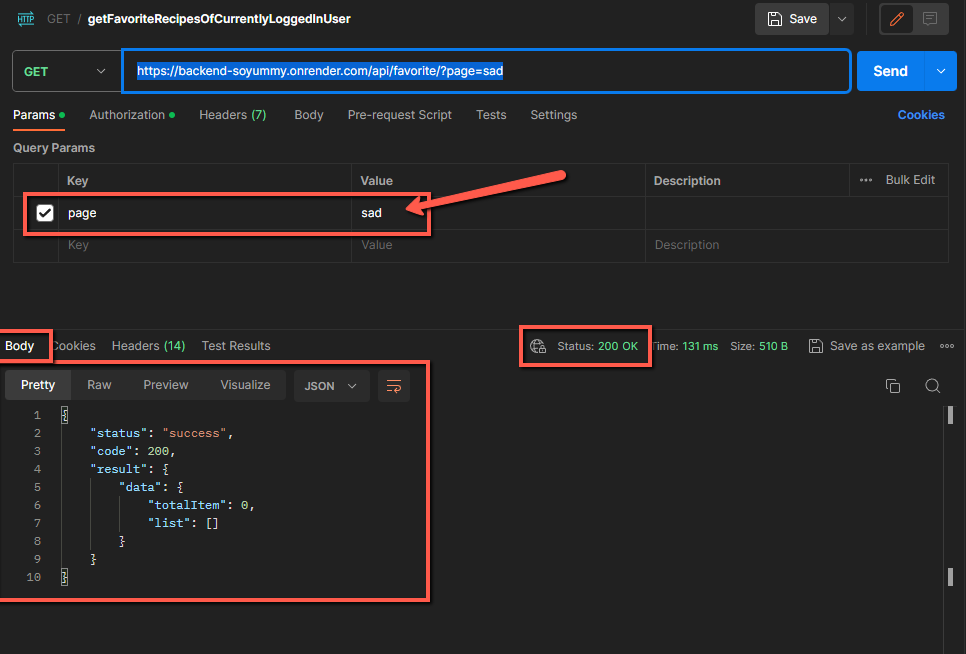 HTTP GET / getFavoriteRecipesOfCurrentlyLoggedInUser Save
GET https://backend-soyummy.onrender.com/api/favorite/?page=sad Send
Params Authorization Headers (7) Body Pre-request Script Tests Settings Cookies
Query Params
Key Value Description ••• Bulk Edit
page sad
Key Value Description
Body Cookies Headers (14) Test Results Status: 200 OK Time: 131 ms Size: 510 B Save as example
Pretty Raw Preview Visualize JSON
1 {
2 "status": "success",
3 "code": 200,
4 "result": {
5 "data": {
6 "totalItem": 0,
7 "list": []
8 }
9 }
10 }